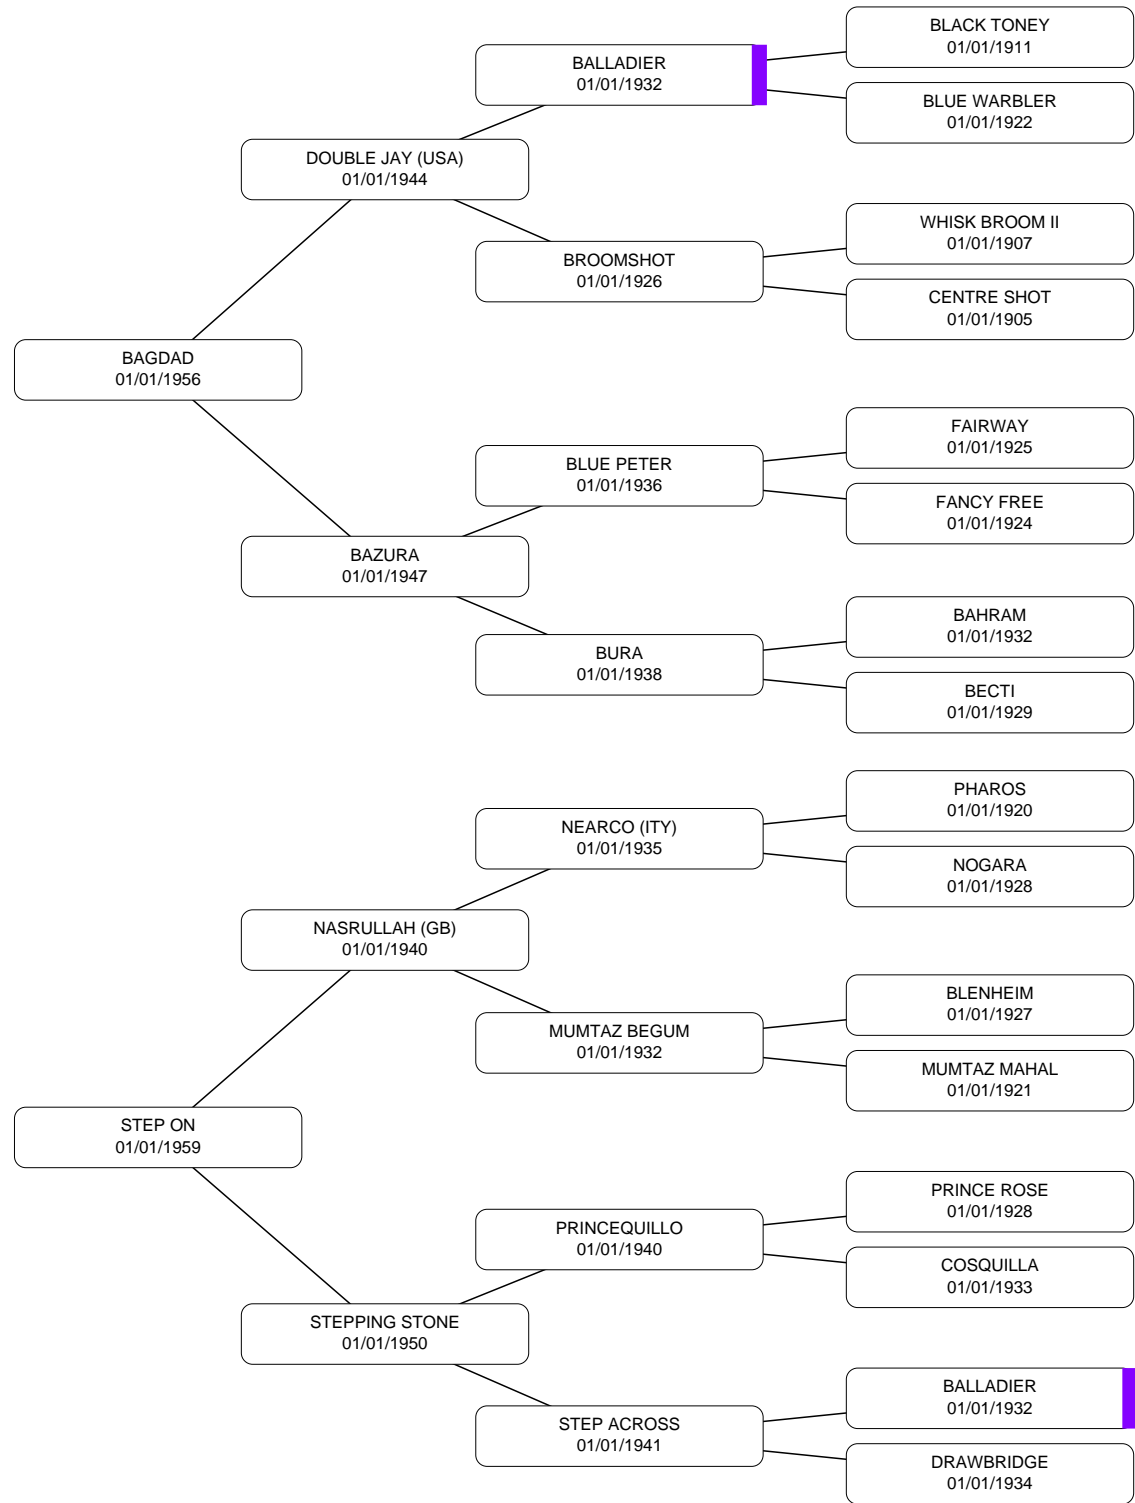 BLACK TONEY
01/01/1911
BALLADIER
01/01/1932
BLUE WARBLER
01/01/1922
DOUBLE JAY (USA)
01/01/1944
WHISK BROOM II
01/01/1907
BROOMSHOT
01/01/1926
CENTRE SHOT
01/01/1905
BAGDAD
01/01/1956
FAIRWAY
01/01/1925
BLUE PETER
01/01/1936
FANCY FREE
01/01/1924
BAZURA
01/01/1947
BAHRAM
01/01/1932
BURA
01/01/1938
BECTI
01/01/1929
PHAROS
01/01/1920
NEARCO (ITY)
01/01/1935
NOGARA
01/01/1928
NASRULLAH (GB)
01/01/1940
BLENHEIM
01/01/1927
MUMTAZ BEGUM
01/01/1932
MUMTAZ MAHAL
01/01/1921
STEP ON
01/01/1959
PRINCE ROSE
01/01/1928
PRINCEQUILLO
01/01/1940
COSQUILLA
01/01/1933
STEPPING STONE
01/01/1950
BALLADIER
01/01/1932
STEP ACROSS
01/01/1941
DRAWBRIDGE
01/01/1934